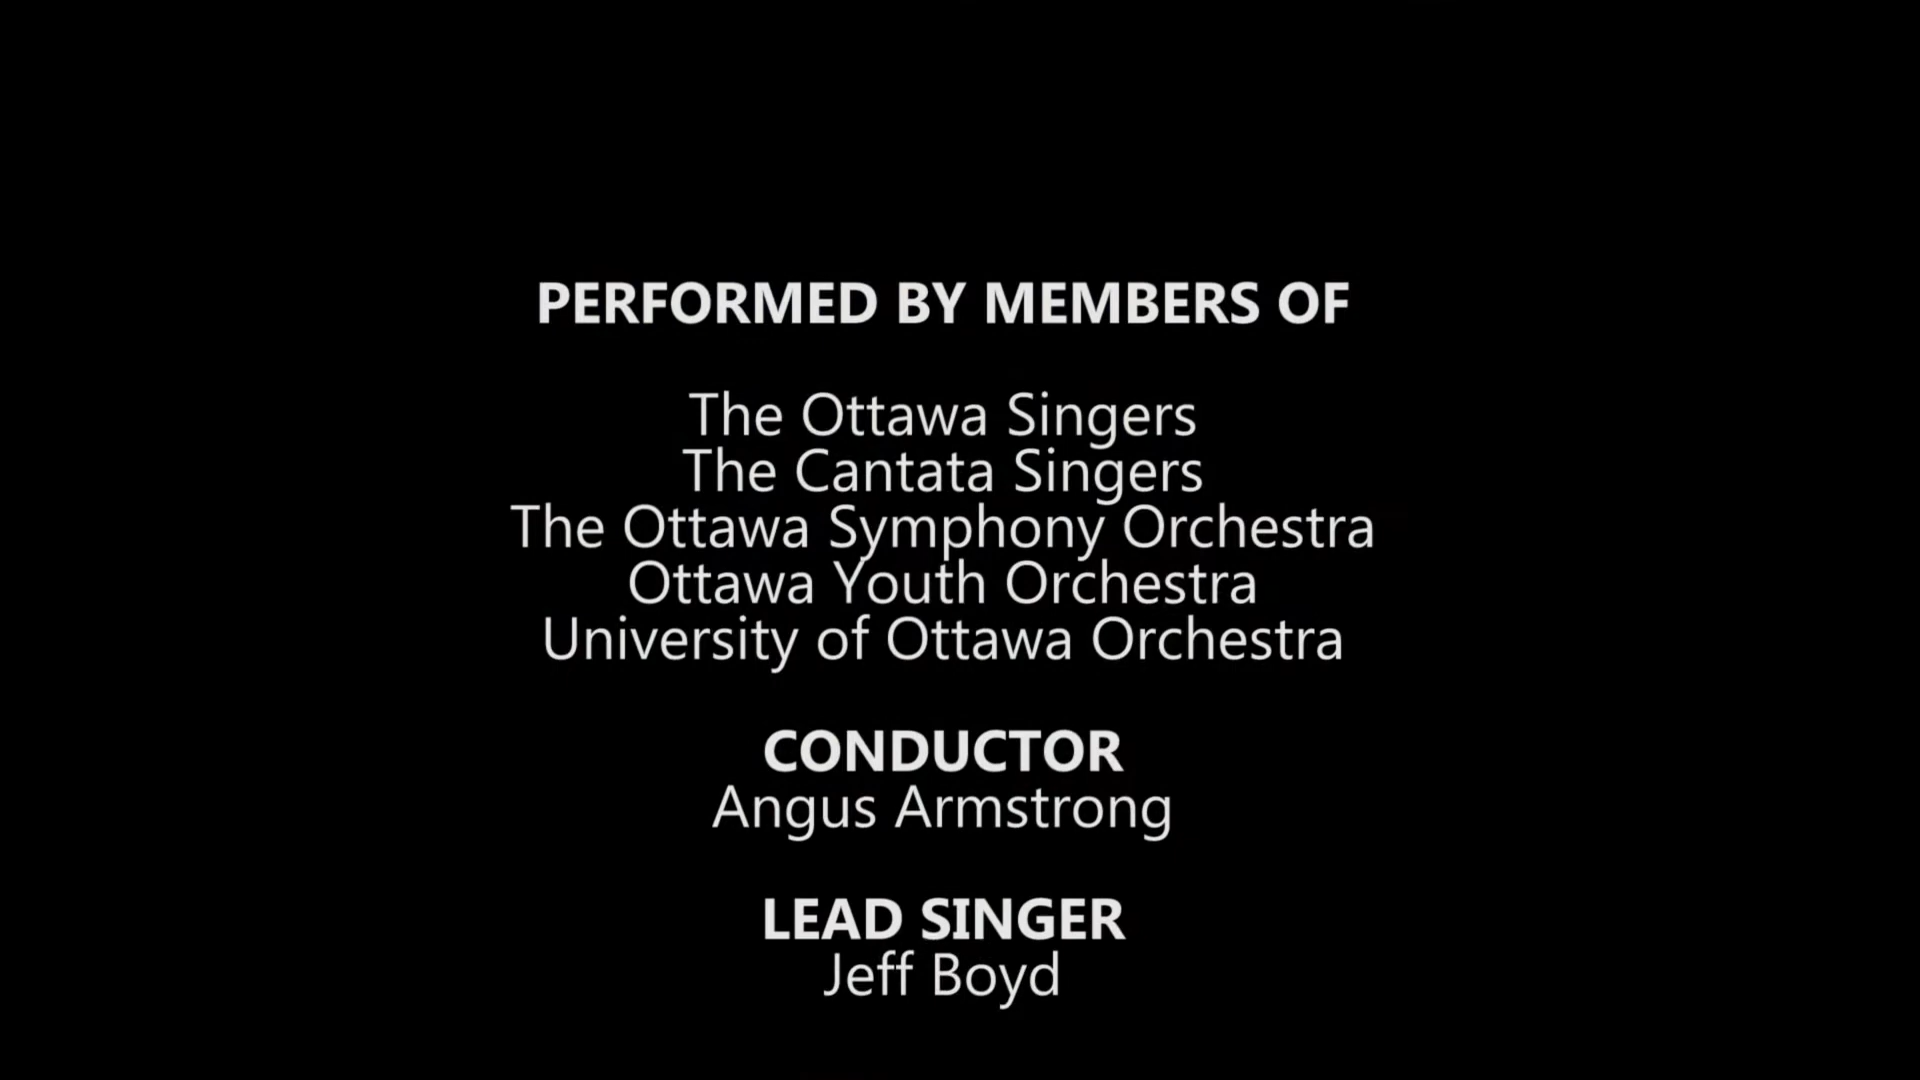 PERFORMED BY MEMBERS OF
The Ottawa Singers
The Cantata Singers
The Ottawa Symphony Orchestra
Ottawa Youth Orchestra
University of Ottawa Orchestra
CONDUCTOR
Angus Armstrong
LEAD SINGER
Jeff Boyd